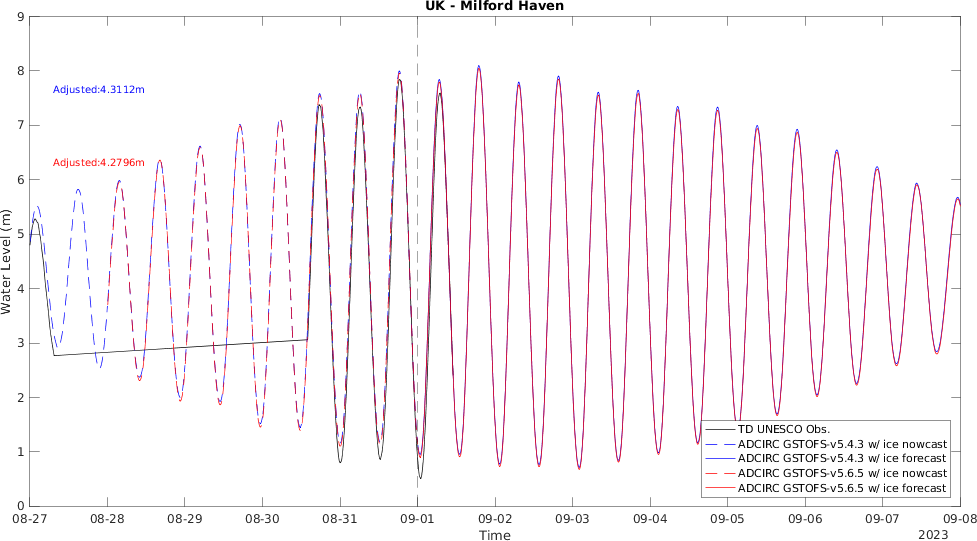 UK - Milford Haven
9
8
7
6
5
4
3
2
1
0
Water Level (m)
Adjusted:4.3112m
Adjusted:4.2796m
TD UNESCO Obs.
ADCIRC GSTOFS-v5.4.3 w/ ice nowcast
ADCIRC GSTOFS-v5.4.3 w/ ice forecast
ADCIRC GSTOFS-v5.6.5 w/ ice nowcast
ADCIRC GSTOFS-v5.6.5 w/ ice forecast
08-27 08-28 08-29 08-30 08-31 09-01 09-02 09-03 09-04 09-05 09-06 09-07 09-08
Time
2023